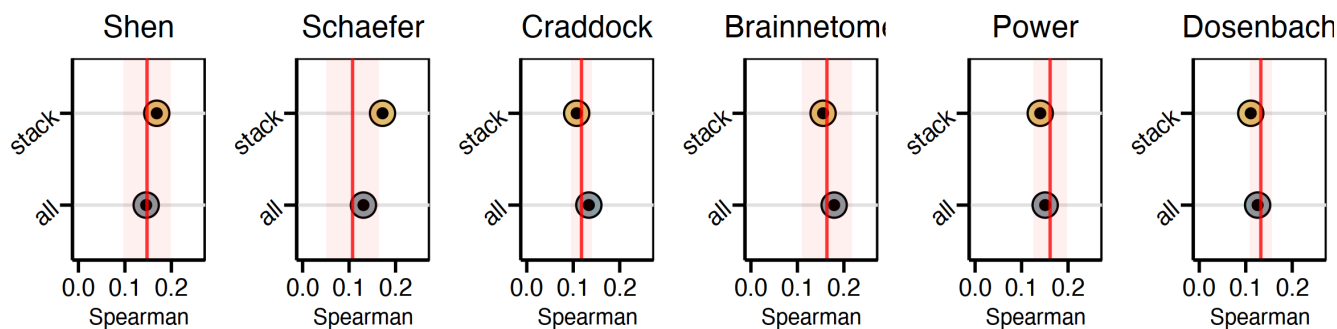 Shen Schaefer Craddock Brainnetome Power Dosenbach
stack stack stack stack stack stack
all all all all all all
0.0 0.1 0.2 0.0 0.1 0.2 0.0 0.1 0.2 0.0 0.1 0.2 0.0 0.1 0.2 0.0 0.1 0.2
Spearman Spearman Spearman Spearman Spearman Spearman